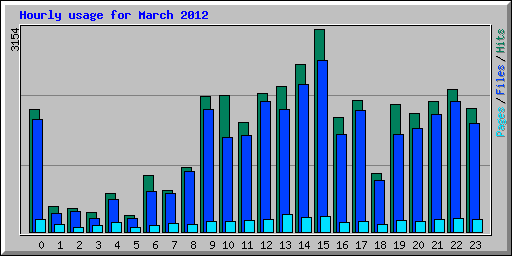 Hourly usage for March 2012
3154
Pages/Files/Hits
0 1 2 3 4 5 6 7 8 9 10 11 12 13 14 15 16 17 18 19 20 21 22 23